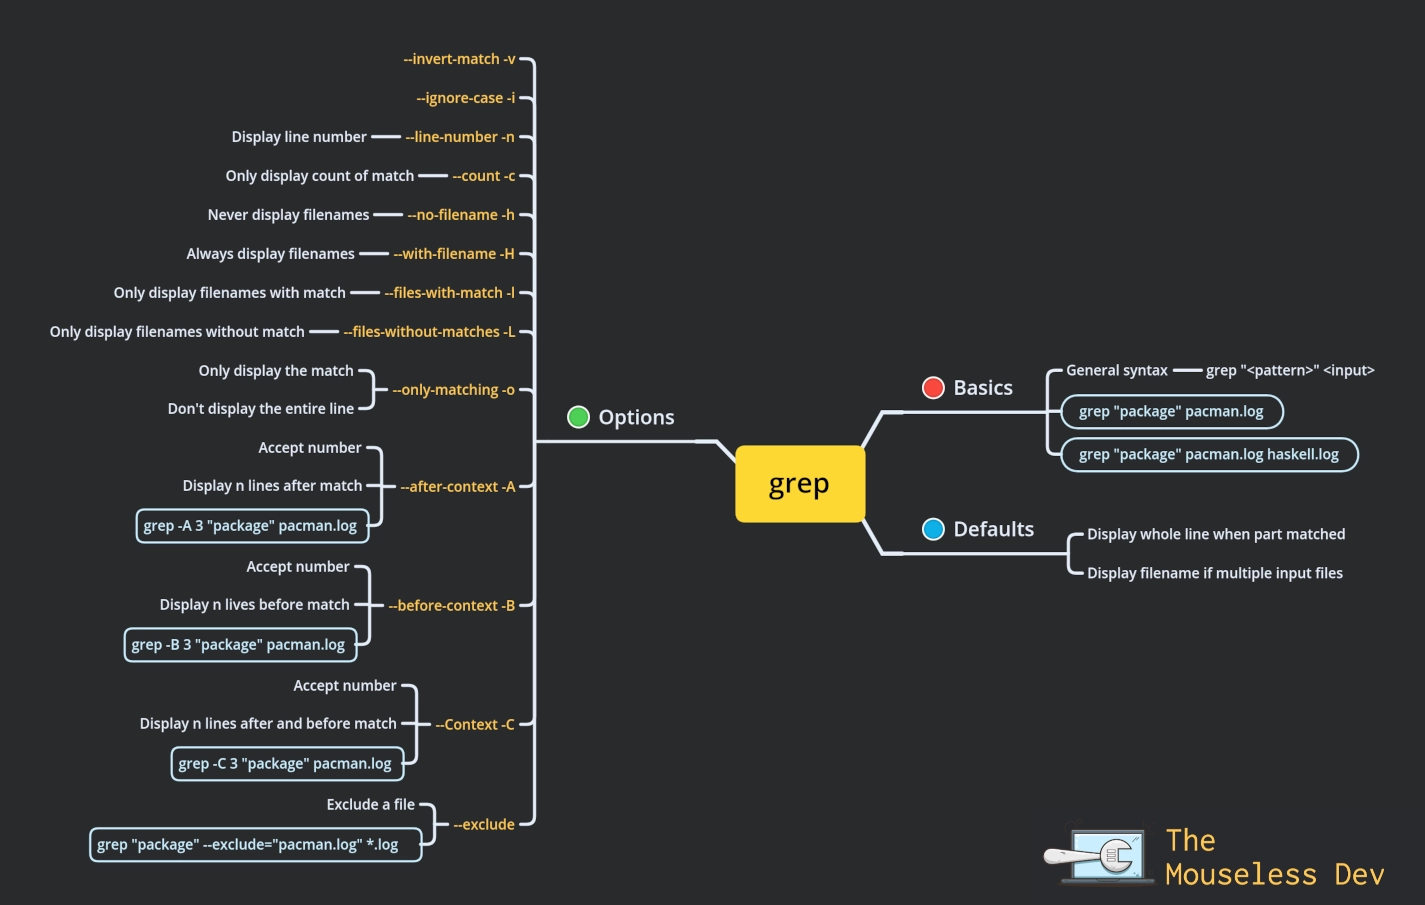 --invert-match -v
--ignore-case -i
Display line number
--line-number -n
Only display count of match
--count -c
Never display filenames
--no-filename -h
Always display filenames
--with-filename -H
Only display filenames with match
--files-with-match -l
Only display filenames without match
--files-without-matches -L
Only display the match
Don't display the entire line
--only-matching -o
Accept number
Display n lines after match
grep -A 3 "package" pacman.log
--after-context -A
Accept number
Display n lives before match
grep -B 3 "package" pacman.log
--before-context -B
Accept number
Display n lines after and before match
grep -C 3 "package" pacman.log
--Context -C
Exclude a file
grep "package" --exclude="pacman.log" *.log
--exclude
Options
grep
Basics
General syntax
grep "<pattern>" <input>
grep "package" pacman.log
grep "package" pacman.log haskell.log
Defaults
Display whole line when part matched
Display filename if multiple input files
The
Mouseless Dev